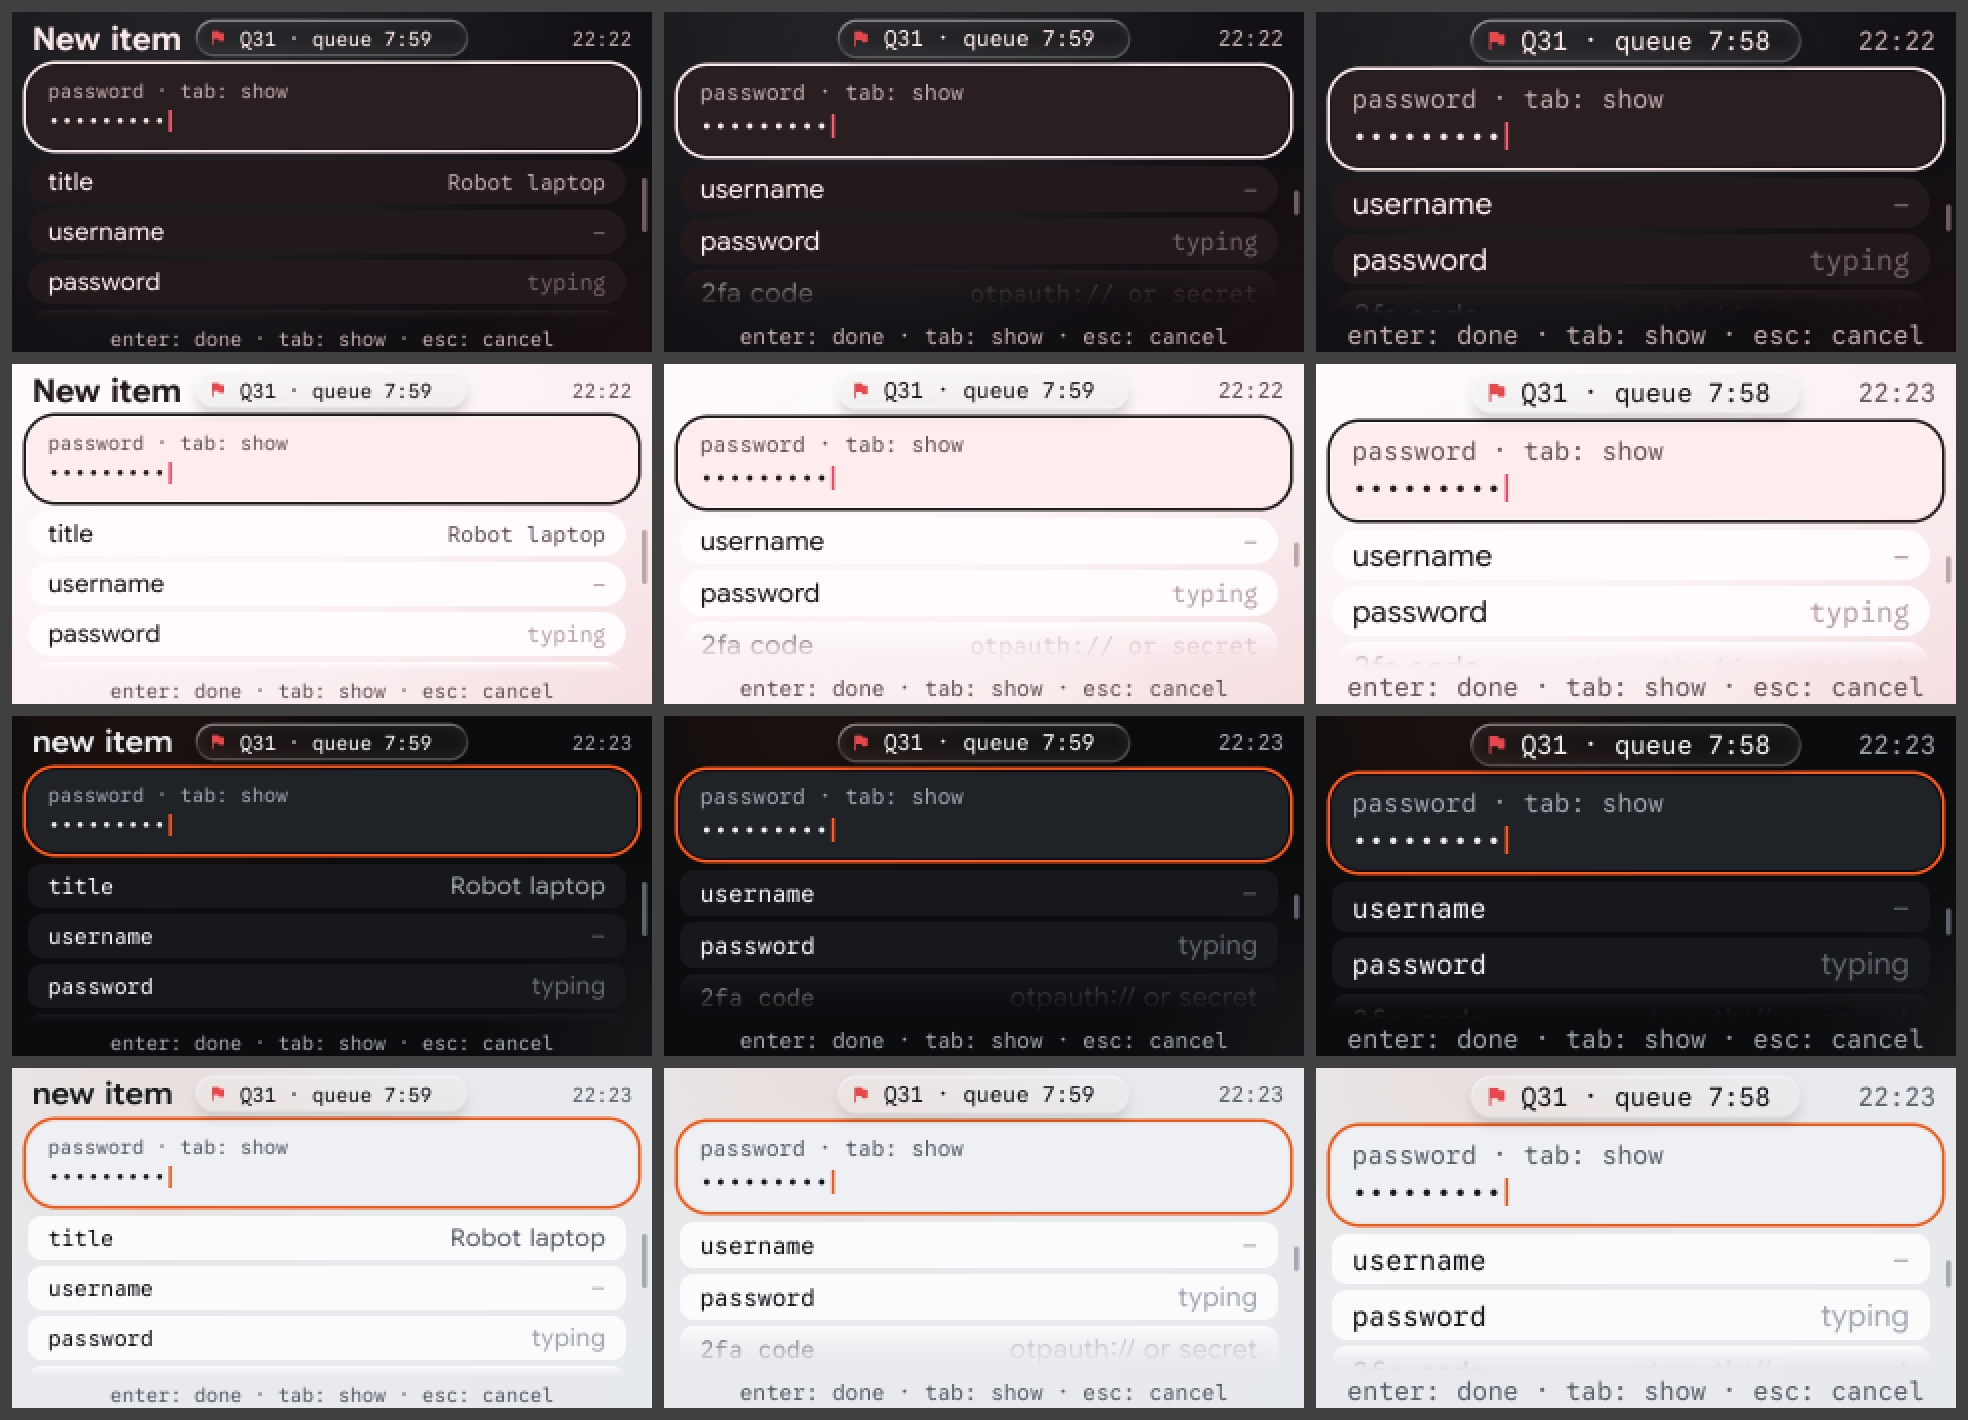 New item Q31 · queue 7:59 22:22
password · tab: show
•••••••••
title Robot laptop
username –
password typing
enter: done · tab: show · esc: cancel
Q31 · queue 7:59 22:22
password · tab: show
•••••••••
username –
password typing
2fa code otpauth:// or secret
enter: done · tab: show · esc: cancel
Q31 · queue 7:58 22:22
password · tab: show
•••••••••
username –
password typing
enter: done · tab: show · esc: cancel
New item Q31 · queue 7:59 22:22
password · tab: show
•••••••••
title Robot laptop
username –
password typing
enter: done · tab: show · esc: cancel
Q31 · queue 7:59 22:22
password · tab: show
•••••••••
username –
password typing
2fa code otpauth:// or secret
enter: done · tab: show · esc: cancel
Q31 · queue 7:58 22:23
password · tab: show
•••••••••
username –
password typing
enter: done · tab: show · esc: cancel
new item Q31 · queue 7:59 22:23
password · tab: show
•••••••••
title Robot laptop
username –
password typing
enter: done · tab: show · esc: cancel
Q31 · queue 7:59 22:23
password · tab: show
•••••••••
username –
password typing
2fa code otpauth:// or secret
enter: done · tab: show · esc: cancel
Q31 · queue 7:58 22:23
password · tab: show
•••••••••
username –
password typing
enter: done · tab: show · esc: cancel
new item Q31 · queue 7:59 22:23
password · tab: show
•••••••••
title Robot laptop
username –
password typing
enter: done · tab: show · esc: cancel
Q31 · queue 7:59 22:23
password · tab: show
•••••••••
username –
password typing
2fa code otpauth:// or secret
enter: done · tab: show · esc: cancel
Q31 · queue 7:58 22:23
password · tab: show
•••••••••
username –
password typing
enter: done · tab: show · esc: cancel